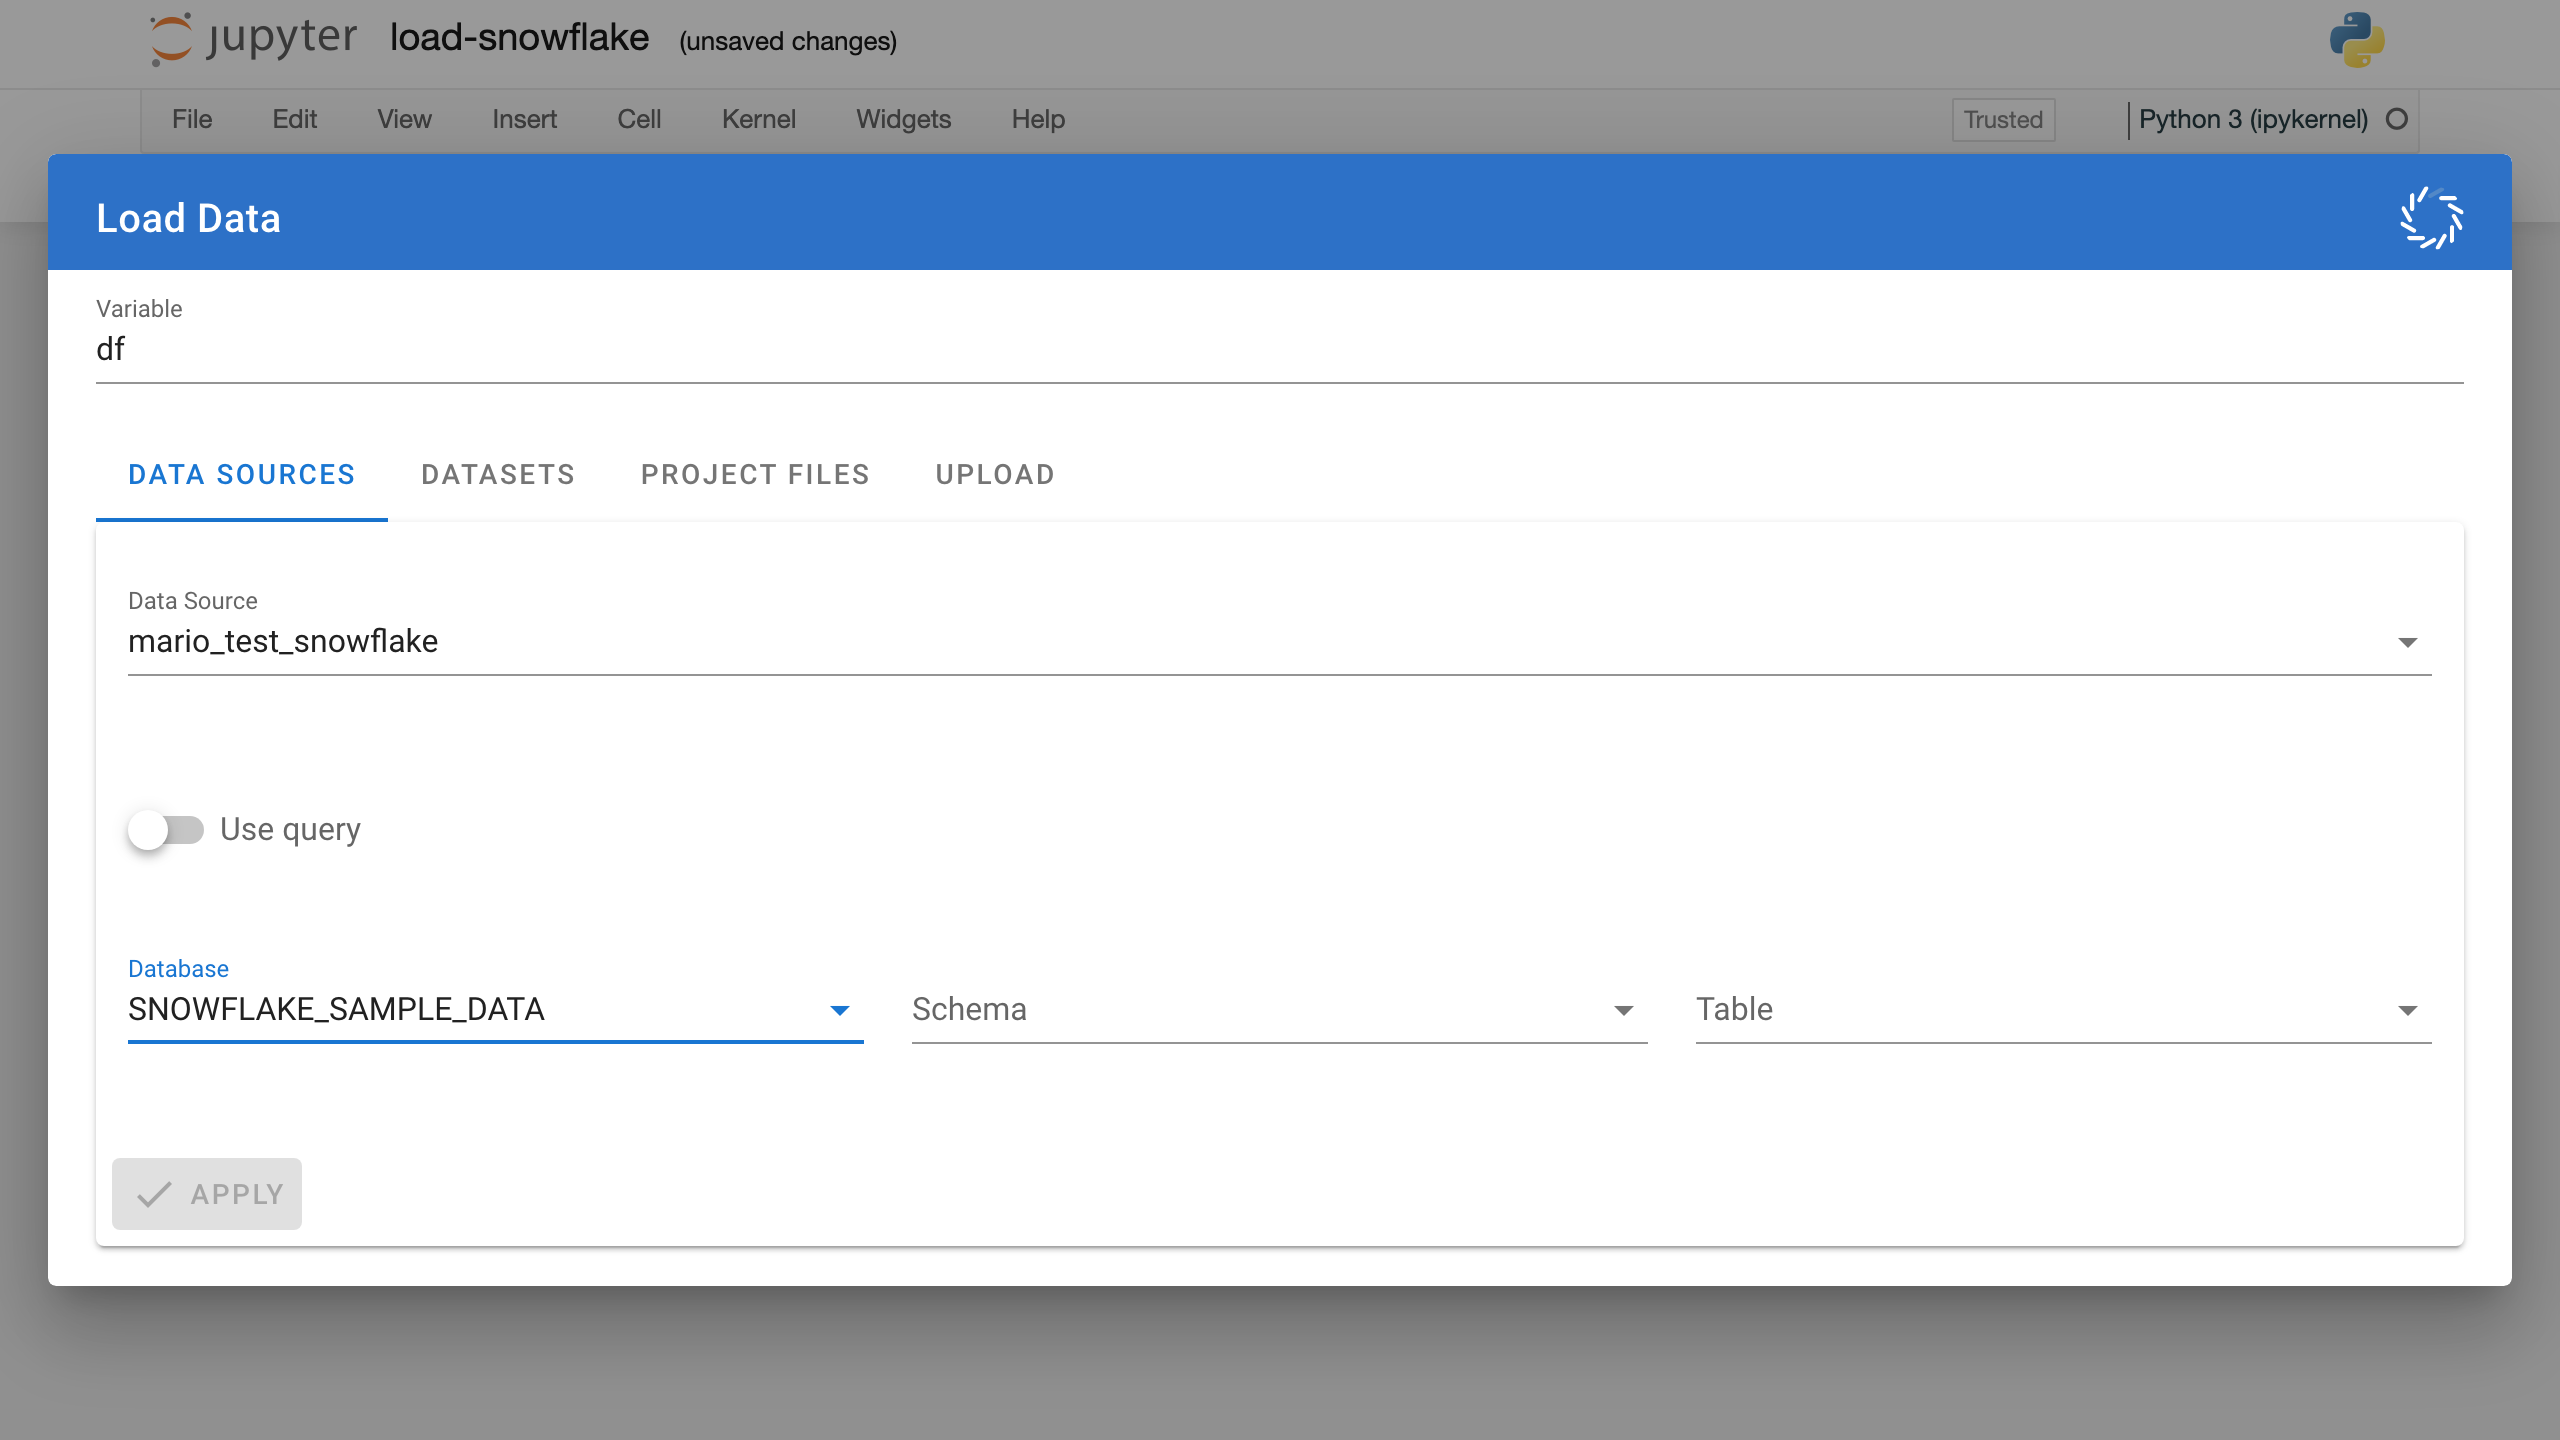 jupyter load-snowflake (unsaved changes)
File Edit View Insert Cell Kernel Widgets Help Trusted Python 3 (ipykernel)
Load Data
Variable
df
DATA SOURCES DATASETS PROJECT FILES UPLOAD
Data Source
mario_test_snowflake
Use query
Database
SNOWFLAKE_SAMPLE_DATA Schema Table
APPLY